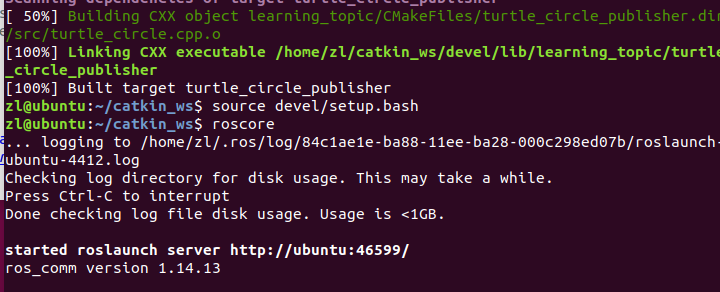 [ 50%] Building CXX object learning_topic/CMakeFiles/turtle_circle_publisher.dir
/src/turtle_circle.cpp.o
[100%] Linking CXX executable /home/zl/catkin_ws/devel/lib/learning_topic/turtle
_circle_publisher
[100%] Built target turtle_circle_publisher
zl@ubuntu:~/catkin_ws$ source devel/setup.bash
zl@ubuntu:~/catkin_ws$ roscore
... logging to /home/zl/.ros/log/84c1ae1e-ba88-11ee-ba28-000c298ed07b/roslaunch-
ubuntu-4412.log
Checking log directory for disk usage. This may take a while.
Press Ctrl-C to interrupt
Done checking log file disk usage. Usage is <1GB.
started roslaunch server http://ubuntu:46599/
ros_comm version 1.14.13